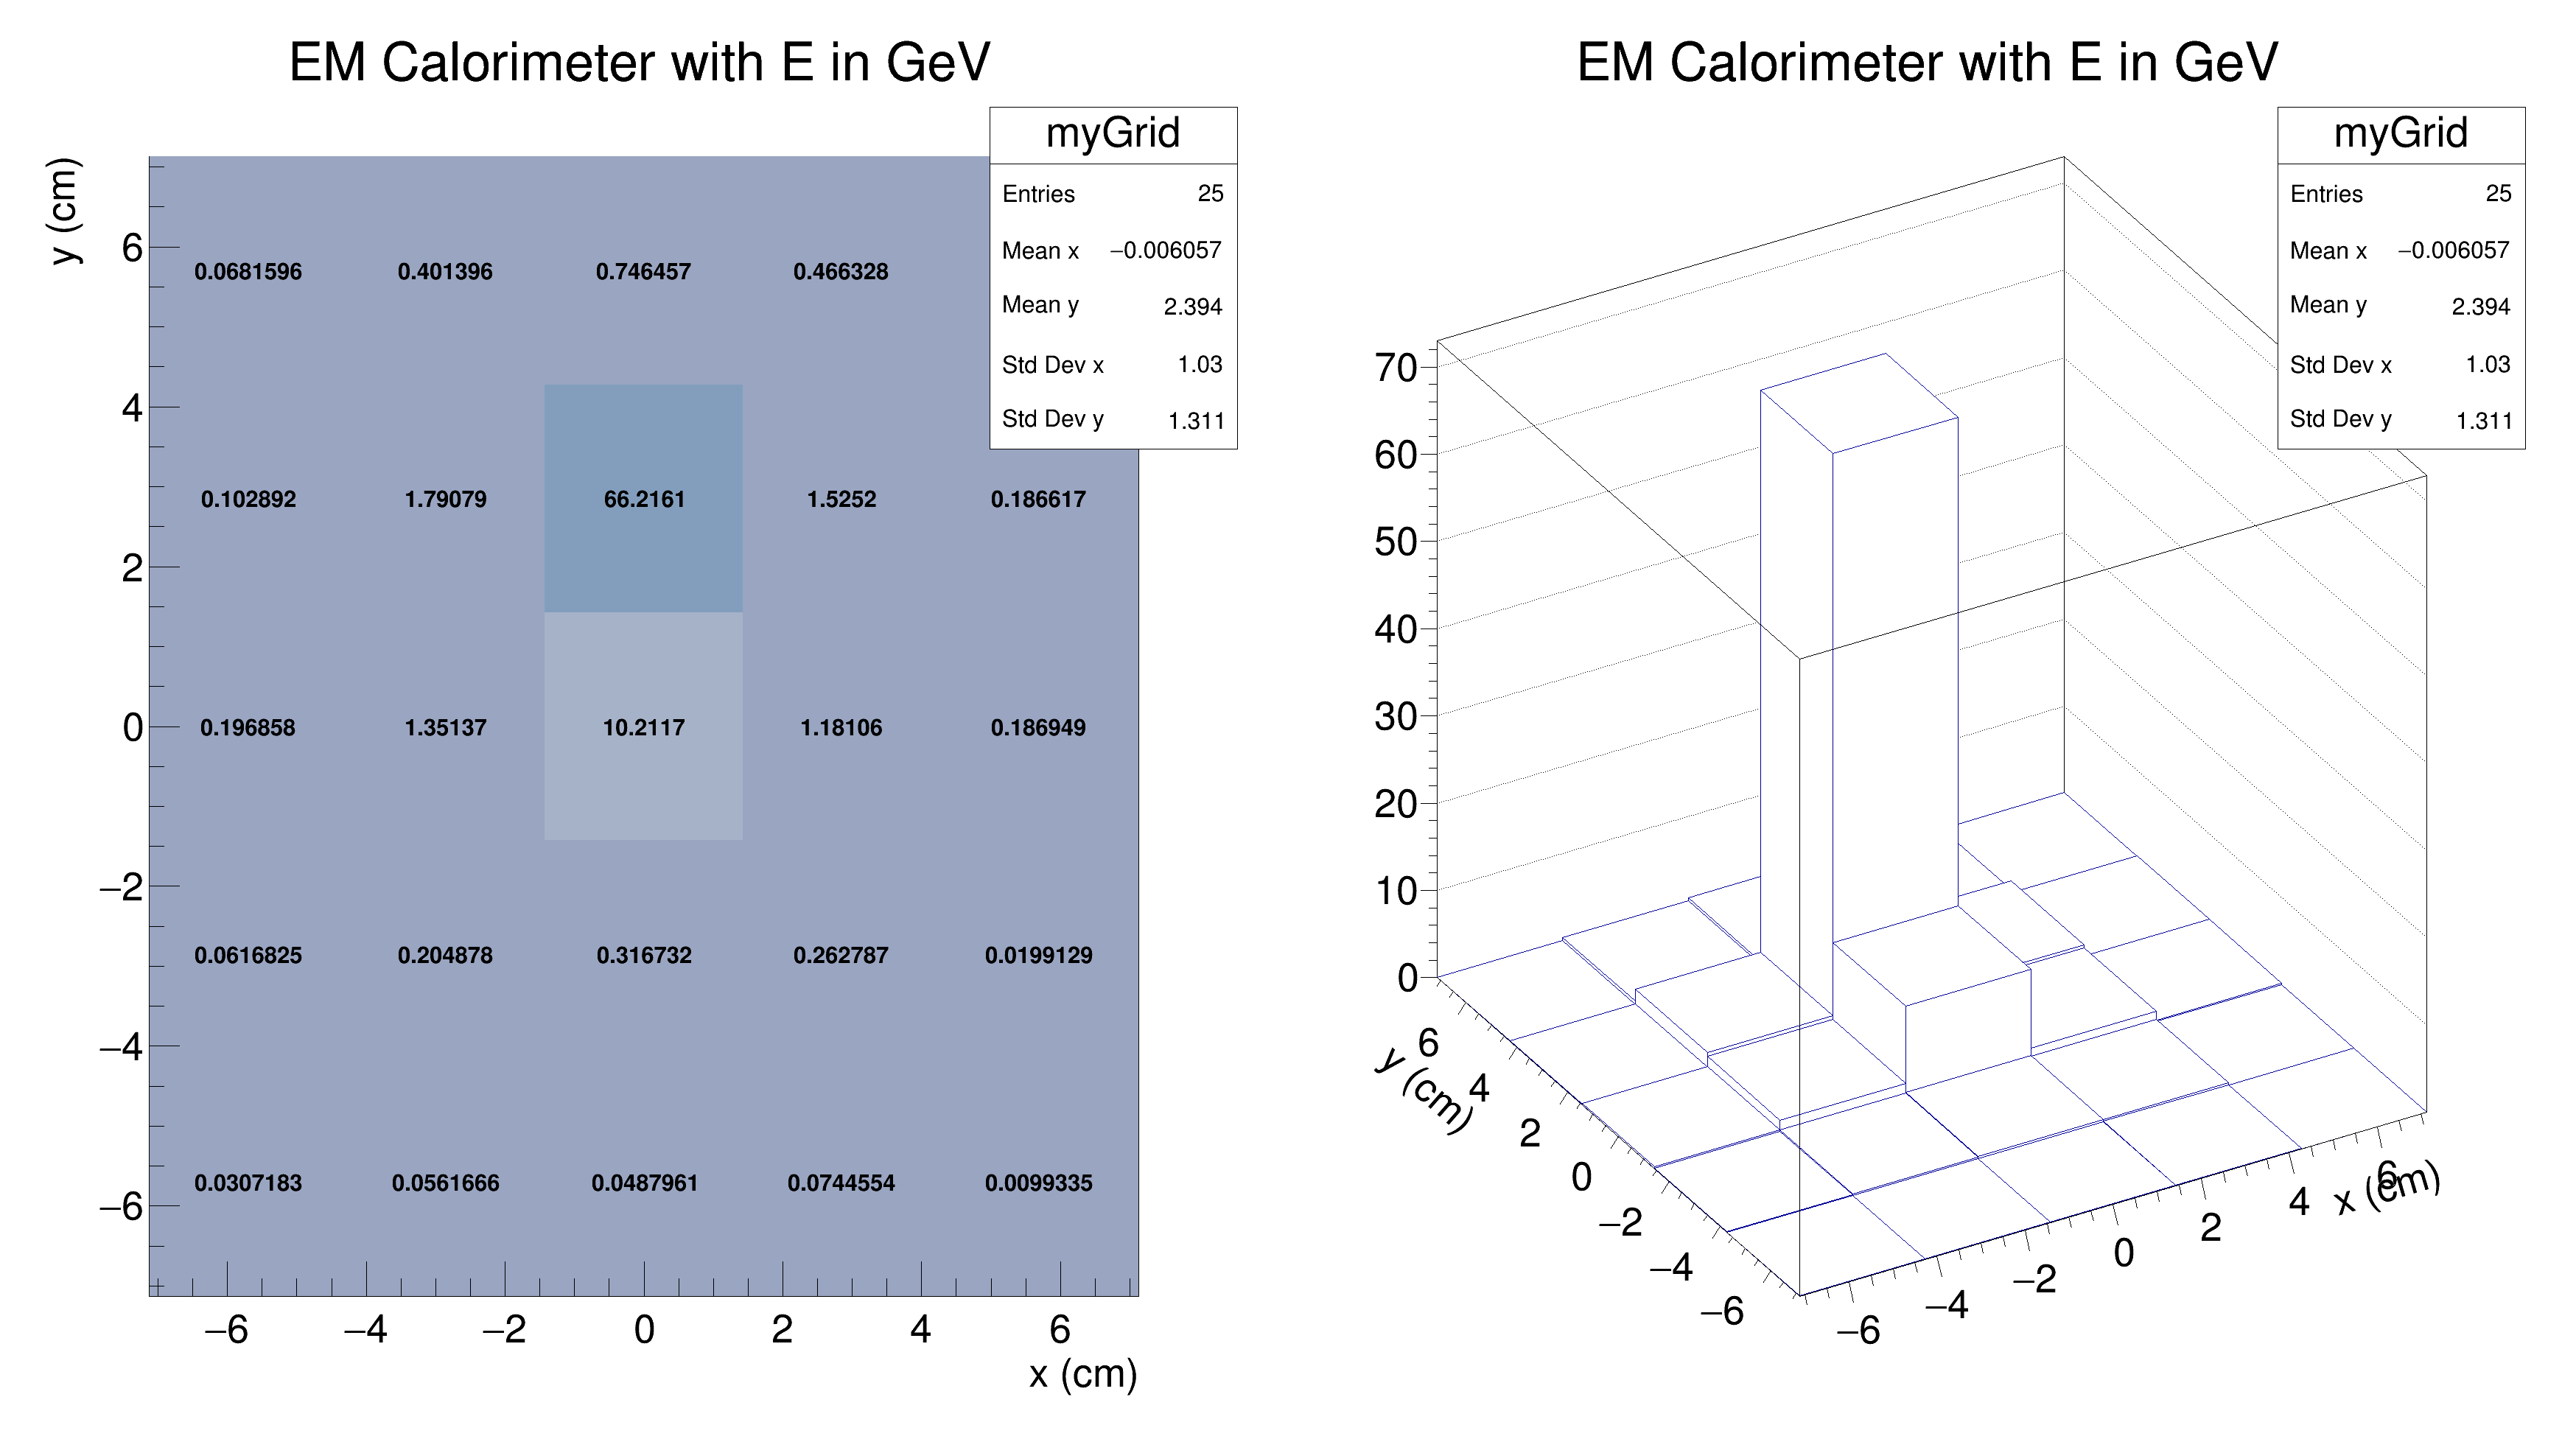 EM Calorimeter with E in GeV
myGrid
Entries 25
Mean x −0.006057
Mean y 2.394
Std Dev x 1.03
Std Dev y 1.311
y (cm)
6
4
2
0
−2
−4
−6
0.0681596 0.401396 0.746457 0.466328
0.102892 1.79079 66.2161 1.5252 0.186617
0.196858 1.35137 10.2117 1.18106 0.186949
0.0616825 0.204878 0.316732 0.262787 0.0199129
0.0307183 0.0561666 0.0487961 0.0744554 0.0099335
−6 −4 −2 0 2 4 6
x (cm)
EM Calorimeter with E in GeV
myGrid
Entries 25
Mean x −0.006057
Mean y 2.394
Std Dev x 1.03
Std Dev y 1.311
70
60
50
40
30
20
10
0
y (cm)
6
4
2
0
−2
−4
−6
−6 −4 −2 0 2 4 6
x (cm)